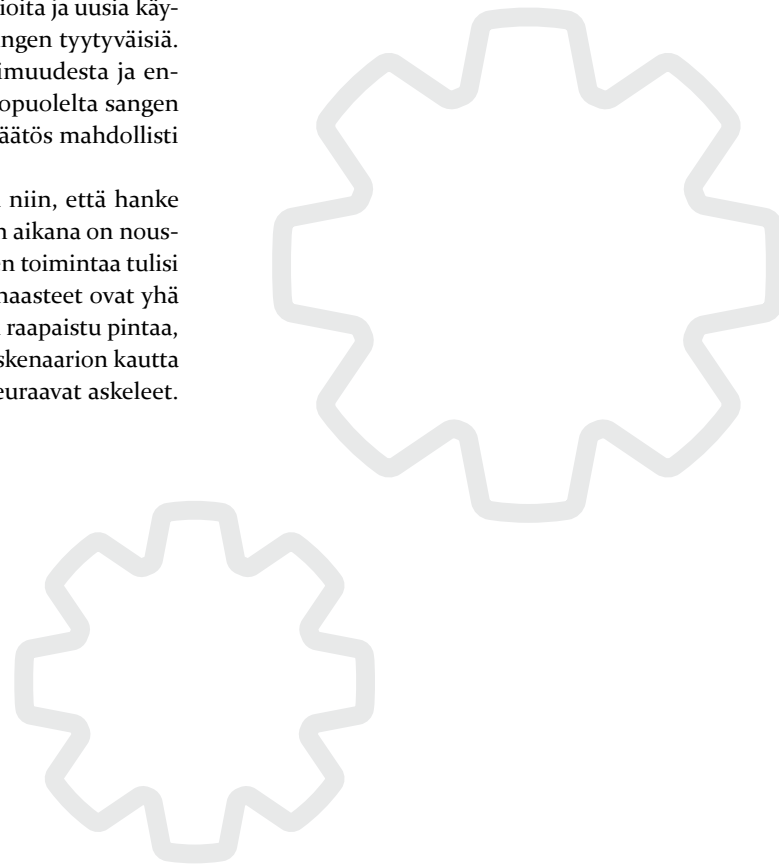 ioita ja uusia käy-
ngen tyytyväisiä.
imuudesta ja en-
opuolelta sangen
äätös mahdollisti
niin, että hanke
n aikana on nous-
n toimintaa tulisi
haasteet ovat yhä
raapaistu pintaa,
skenaarion kautta
euraavat askeleet.